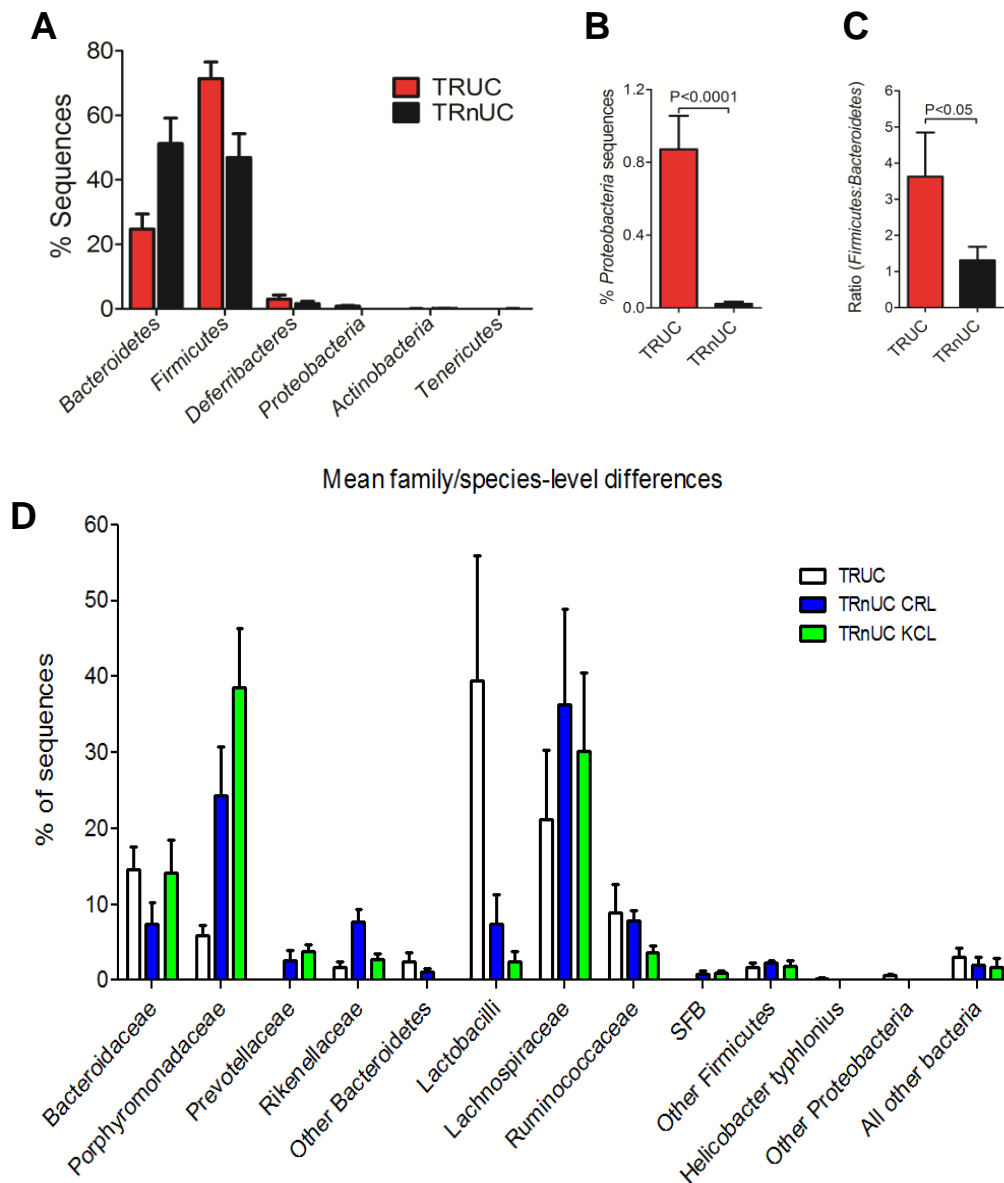 A
80
60
40
20
0
% Sequences
TRUC
TRnUC
Bacteroidetes
Firmicutes
Deferribacteres
Proteobacteria
Actinobacteria
Tenericutes
B
1.2
0.8
0.4
0.0
% Proteobacteria sequences
P<0.0001
TRUC
TRnUC
C
6
5
4
3
2
1
0
Ratio (Firmicutes:Bacteroidetes)
P<0.05
TRUC
TRnUC
Mean family/species-level differences
D
60
50
40
30
20
10
0
% of sequences
TRUC
TRnUC CRL
TRnUC KCL
Bacteroidaceae
Porphyromonadaceae
Prevotellaceae
Rikenellaceae
Other Bacteroidetes
Lactobacilli
Lachnospiraceae
Ruminococcaceae
SFB
Other Firmicutes
Helicobacter typhlonius
Other Proteobacteria
All other bacteria